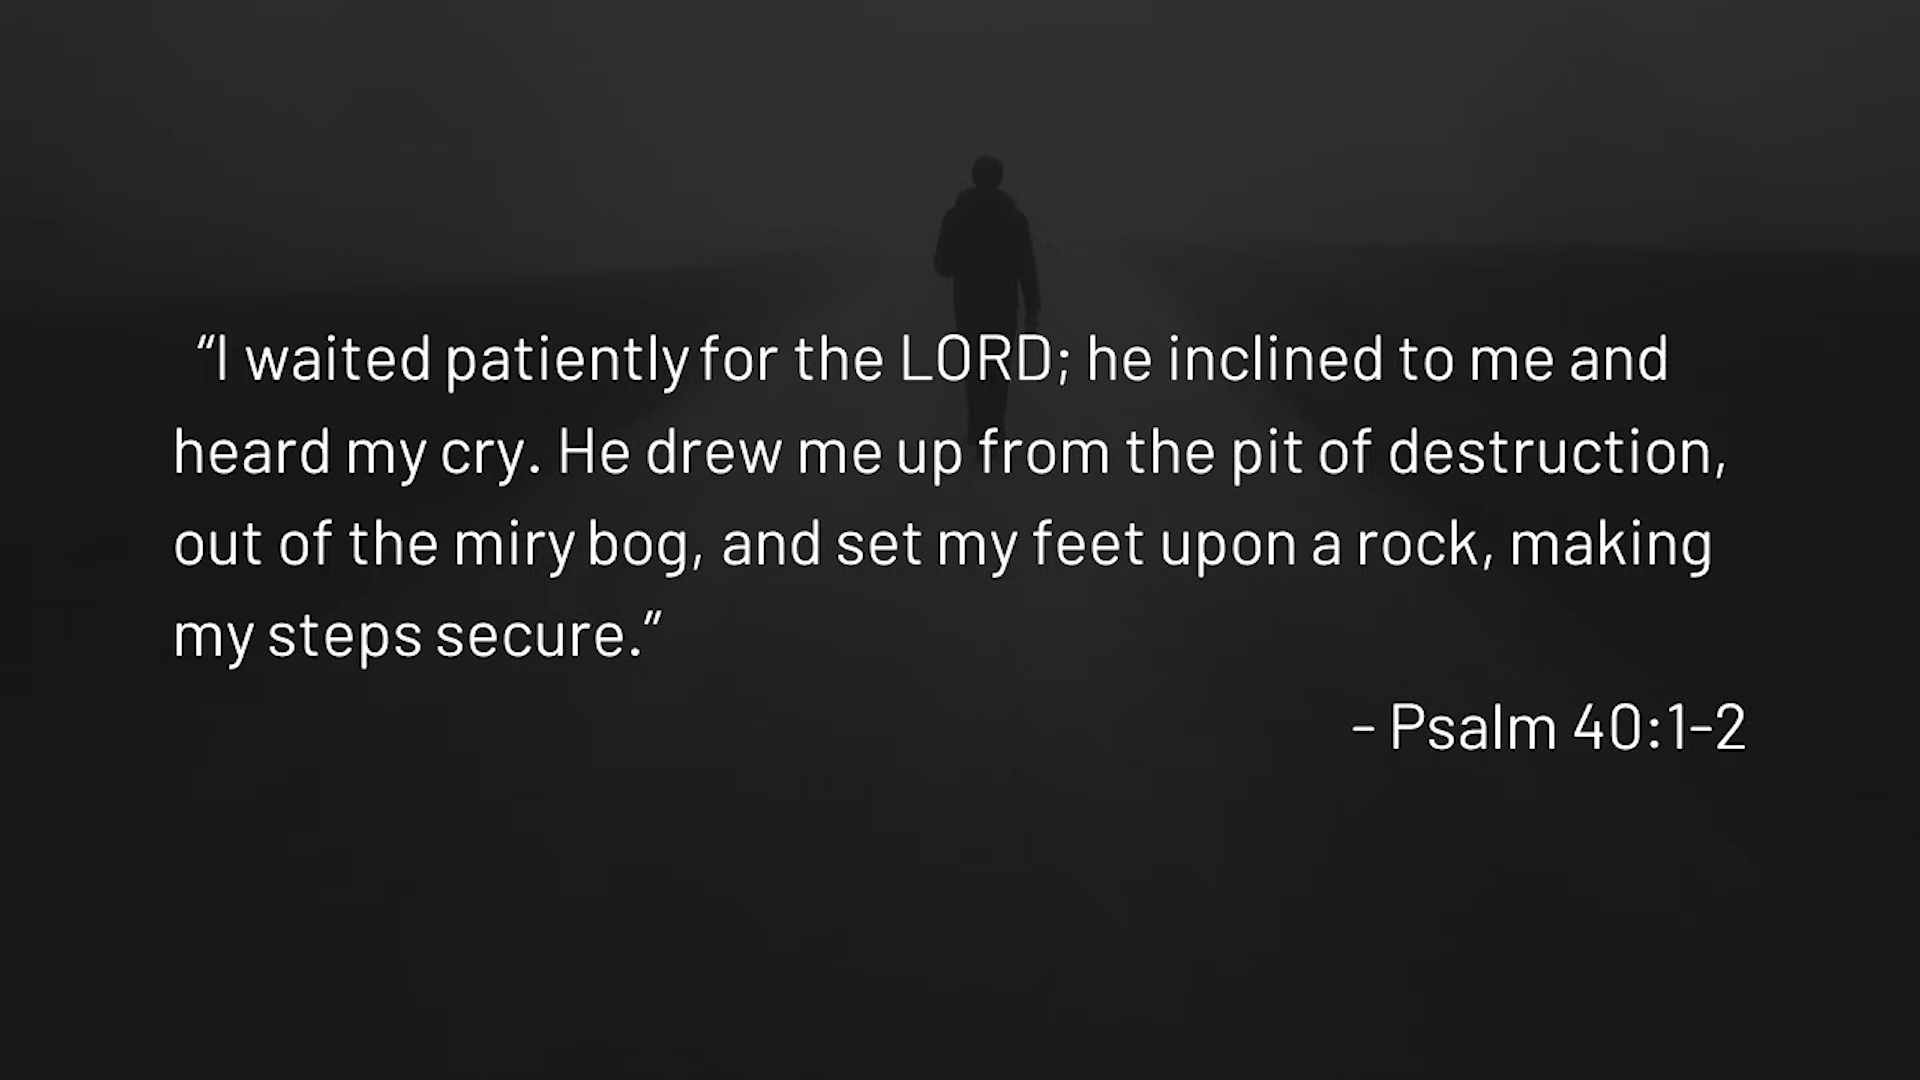 “I waited patiently for the LORD; he inclined to me and
heard my cry. He drew me up from the pit of destruction,
out of the miry bog, and set my feet upon a rock, making
my steps secure.”
- Psalm 40:1-2